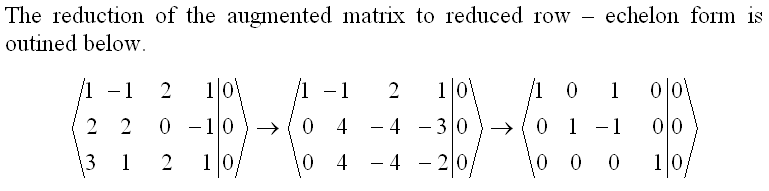 The reduction of the augmented matrix to reduced row – echelon form is
outined below.
⟨1 −1 2 1|0⟩ ⟨1 −1 2 1|0⟩ ⟨1 0 1 0|0⟩
⟨2 2 0 −1|0⟩ → ⟨0 4 −4 −3|0⟩ → ⟨0 1 −1 0|0⟩
⟨3 1 2 1|0⟩ ⟨0 4 −4 −2|0⟩ ⟨0 0 0 1|0⟩